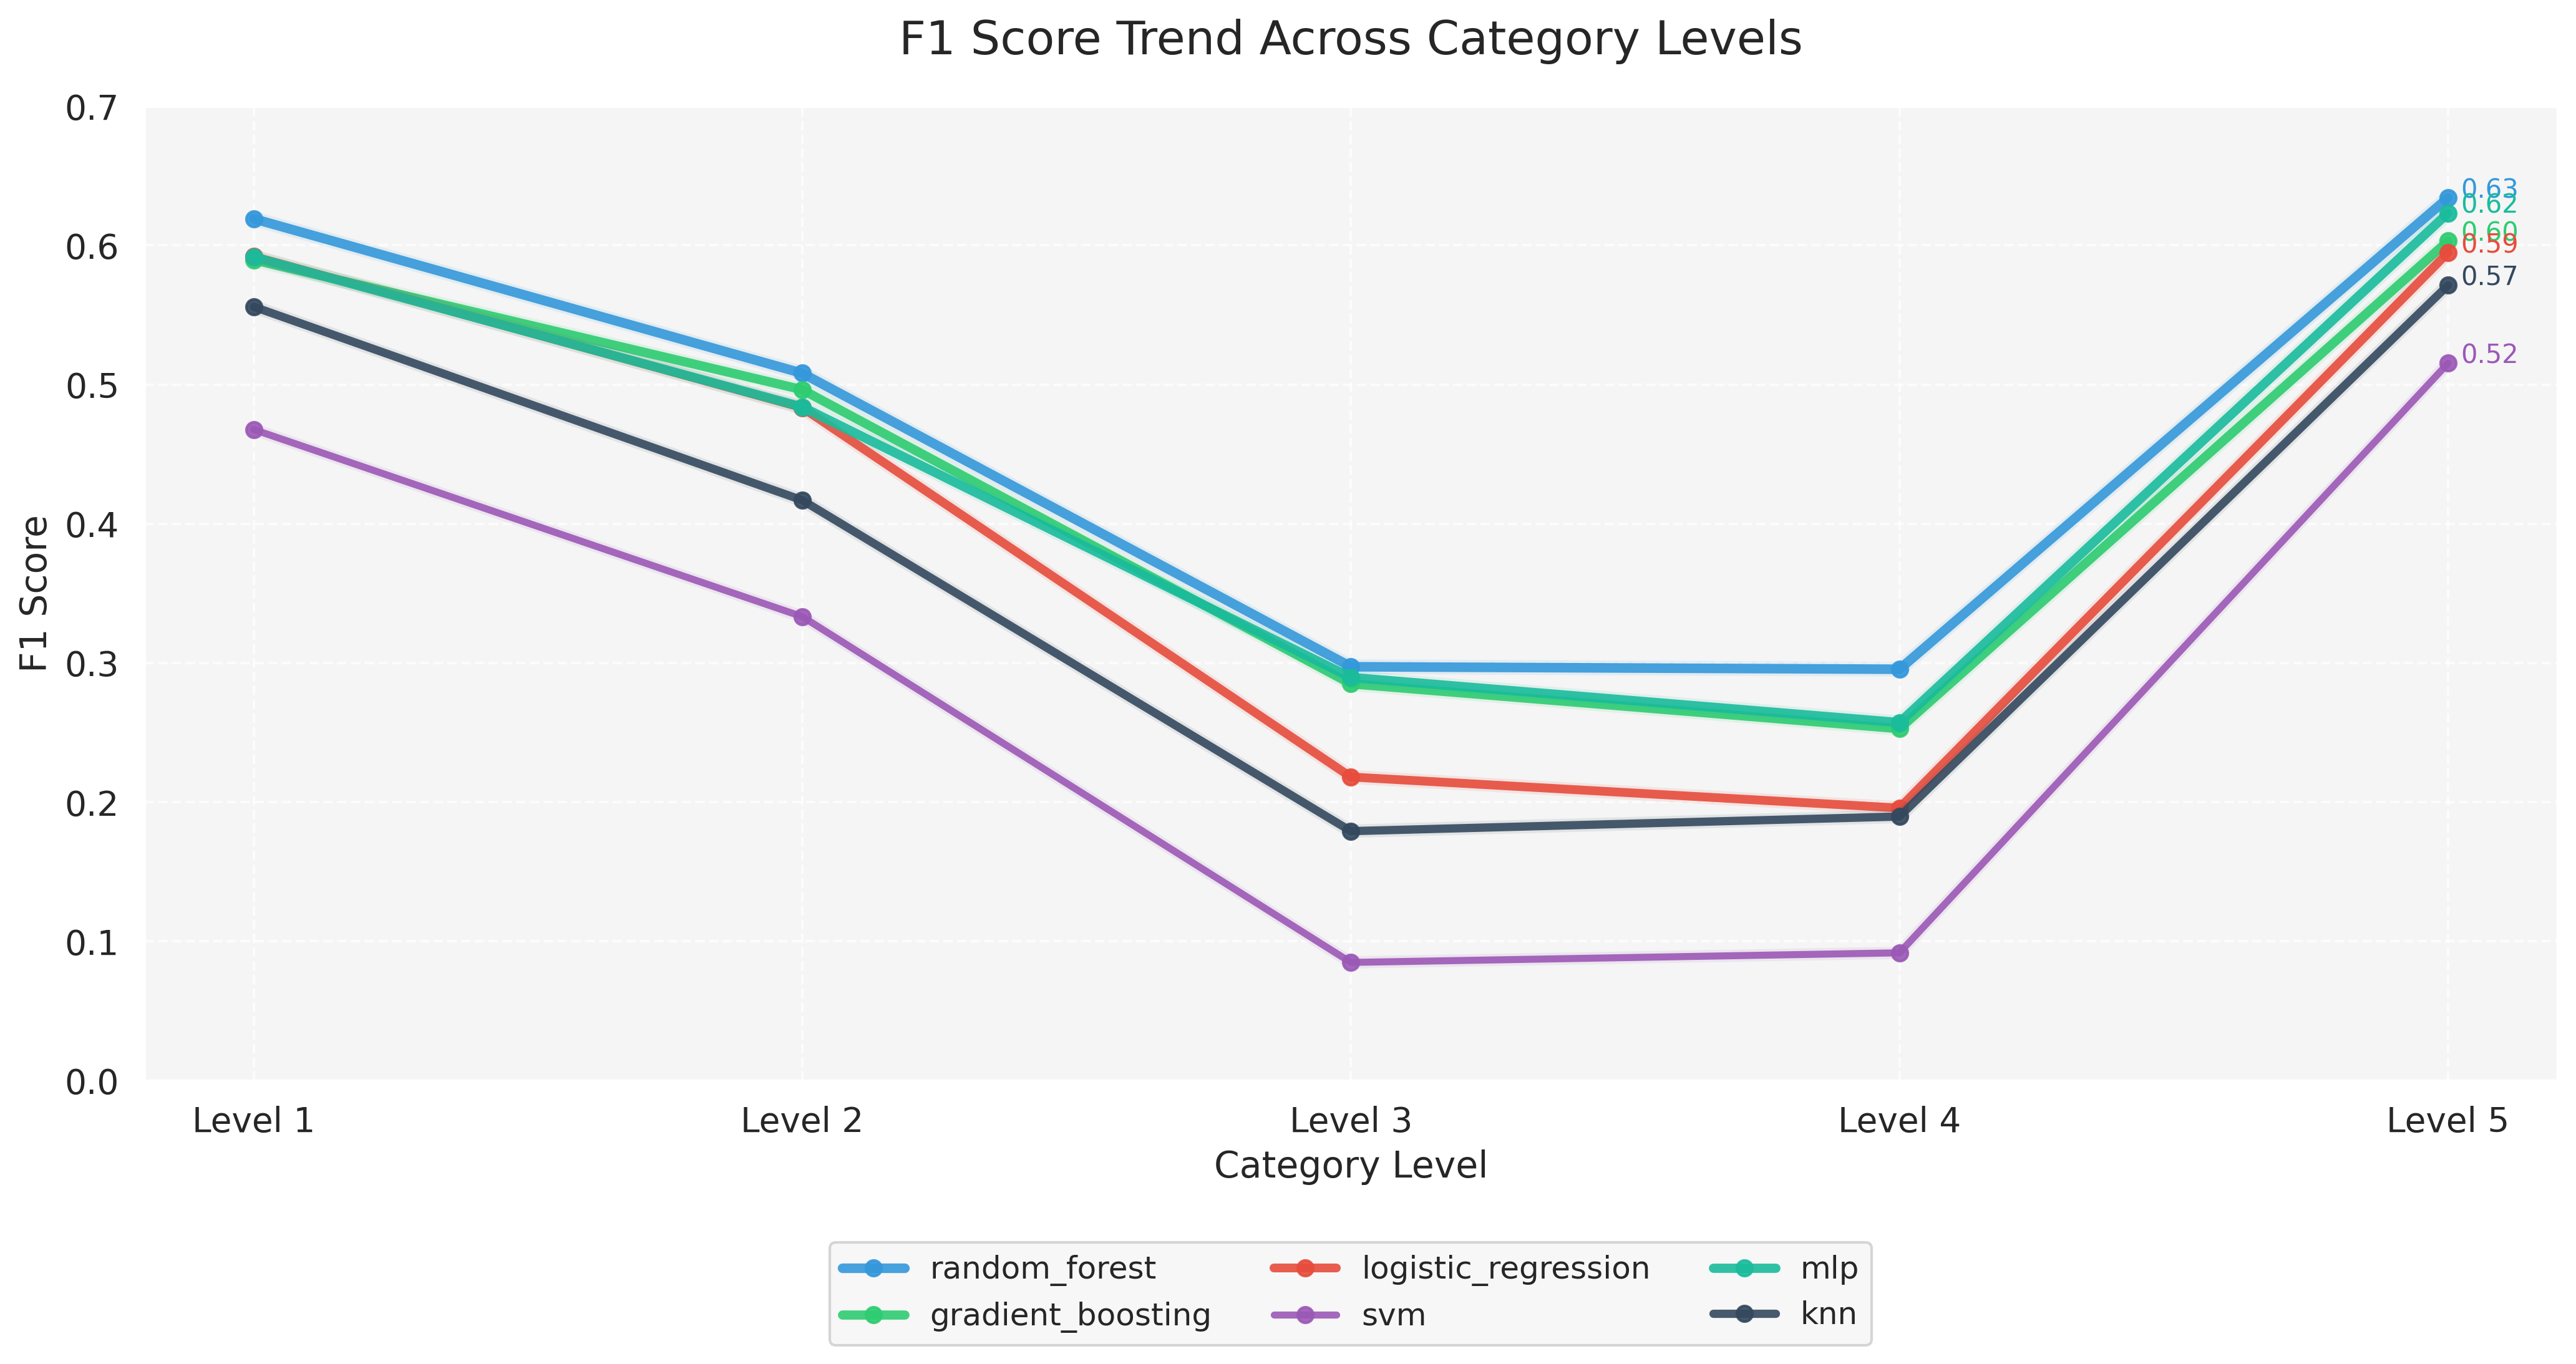 F1 Score Trend Across Category Levels
F1 Score
0.7
0.6
0.5
0.4
0.3
0.2
0.1
0.0
0.63
0.62
0.60
0.59
0.57
0.52
Level 1 Level 2 Level 3 Level 4 Level 5
Category Level
random_forest logistic_regression mlp
gradient_boosting svm knn